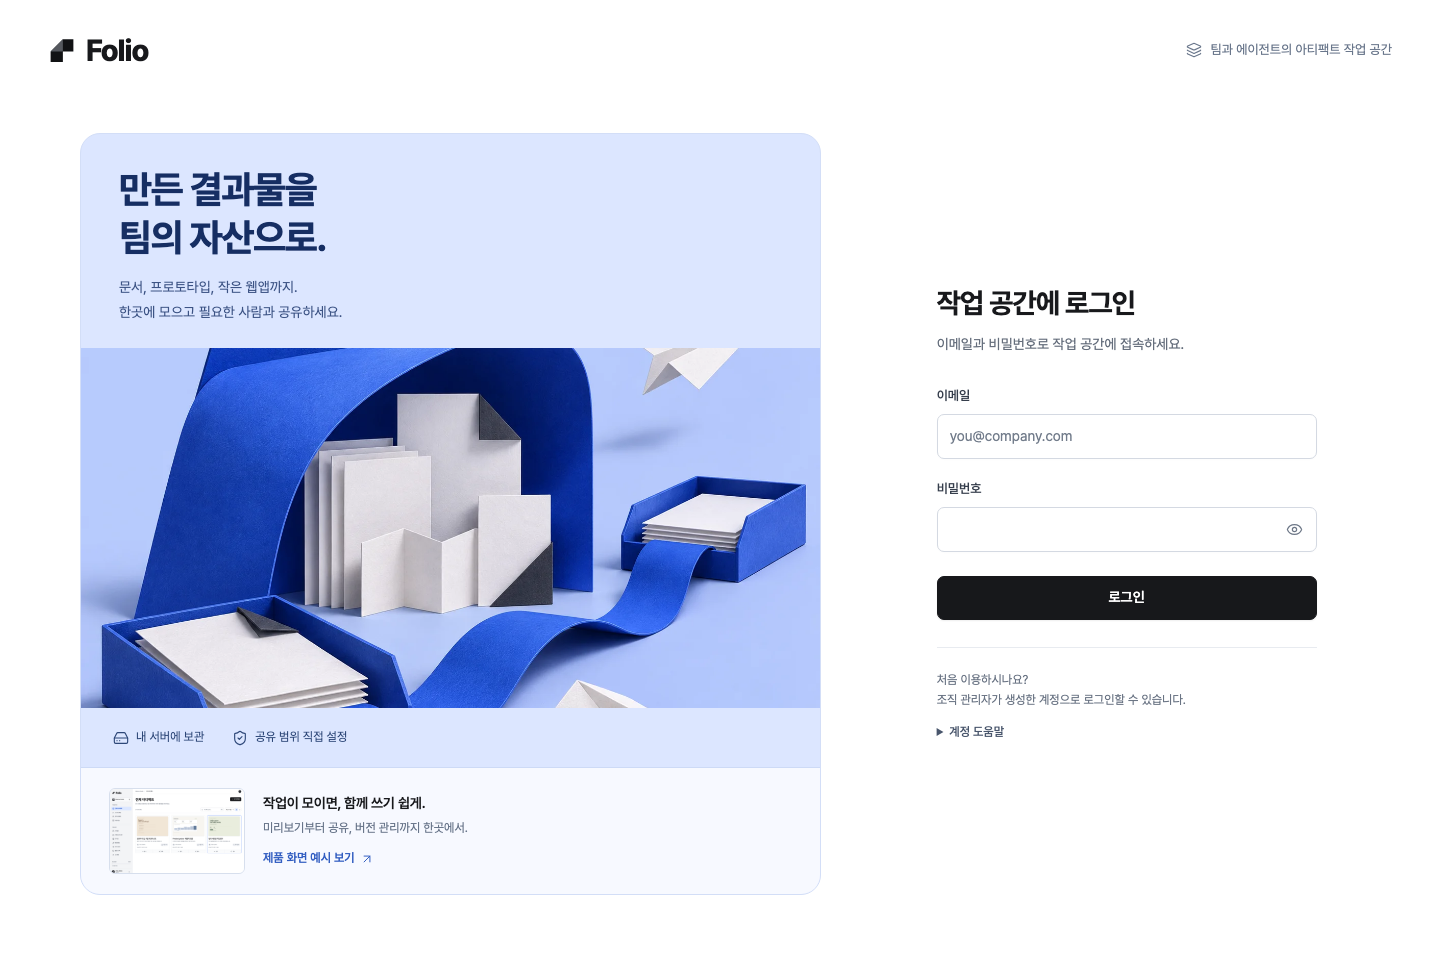 Folio
팀과 에이전트의 아티팩트 작업 공간
만든 결과물을
팀의 자산으로.
문서, 프로토타입, 작은 웹앱까지.
한곳에 모으고 필요한 사람과 공유하세요.
내 서버에 보관
공유 범위 직접 설정
작업이 모이면, 함께 쓰기 쉽게.
미리보기부터 공유, 버전 관리까지 한곳에서.
제품 화면 예시 보기
작업 공간에 로그인
이메일과 비밀번호로 작업 공간에 접속하세요.
이메일
you@company.com
비밀번호
로그인
처음 이용하시나요?
조직 관리자가 생성한 계정으로 로그인할 수 있습니다.
계정 도움말